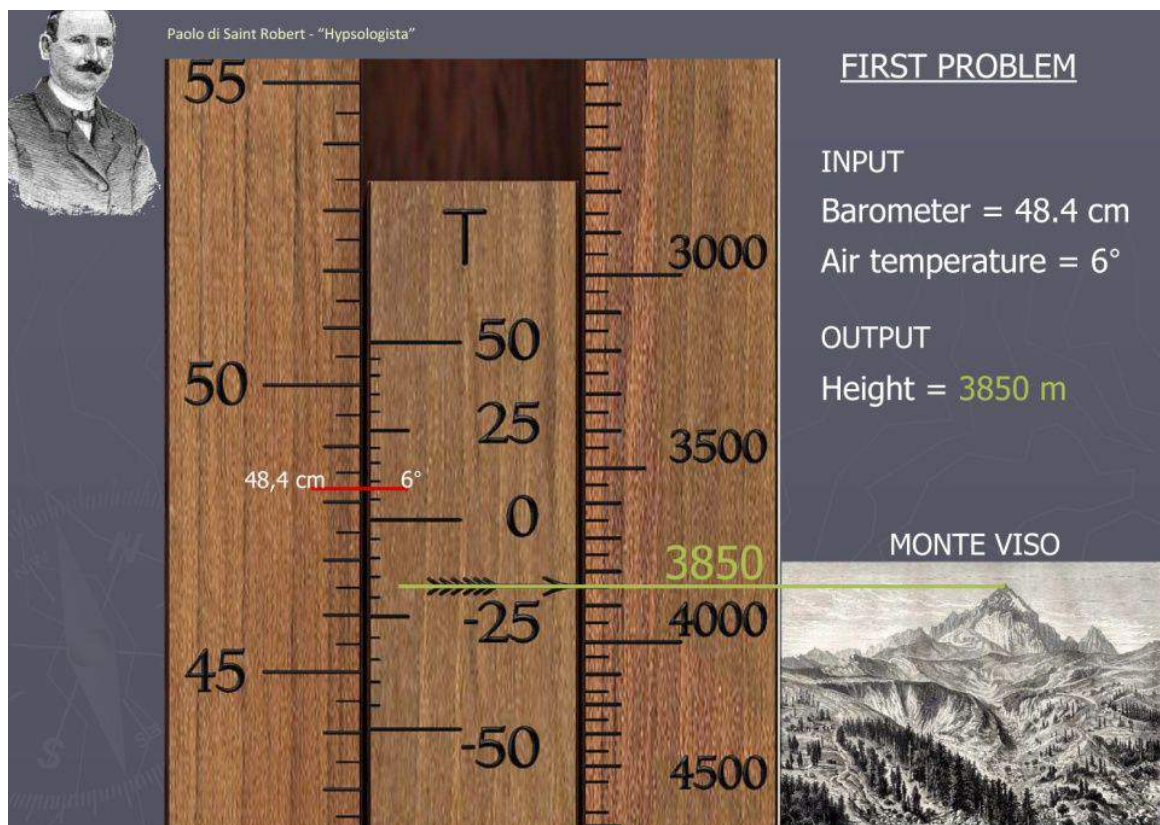 Paolo di Saint Robert - “Hypsologista”
FIRST PROBLEM
INPUT
Barometer = 48.4 cm
Air temperature = 6°
OUTPUT
Height = 3850 m
MONTE VISO
55
50
48,4 cm
45
T
50
25
6°
0
-25
-50
3000
3500
3850
4000
4500
N
S